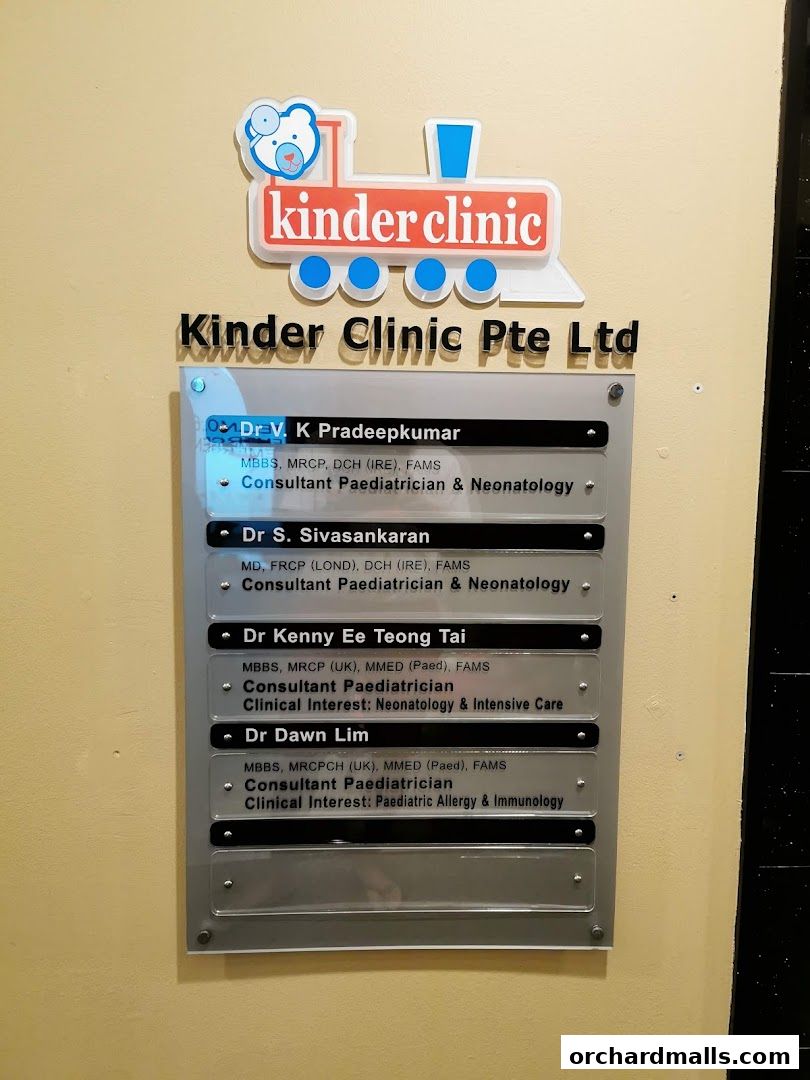 kinder clinic
Kinder Clinic Pte Ltd
Dr V. K Pradeepkumar
MBBS, MRCP, DCH (IRE), FAMS
Consultant Paediatrician & Neonatology
Dr S. Sivasankaran
MD, FRCP (LOND), DCH (IRE), FAMS
Consultant Paediatrician & Neonatology
Dr Kenny Ee Teong Tai
MBBS, MRCP (UK), MMED (Paed), FAMS
Consultant Paediatrician
Clinical Interest: Neonatology & Intensive Care
Dr Dawn Lim
MBBS, MRCPCH (UK), MMED (Paed), FAMS
Consultant Paediatrician
Clinical Interest: Paediatric Allergy & Immunology
orchardmalls.com